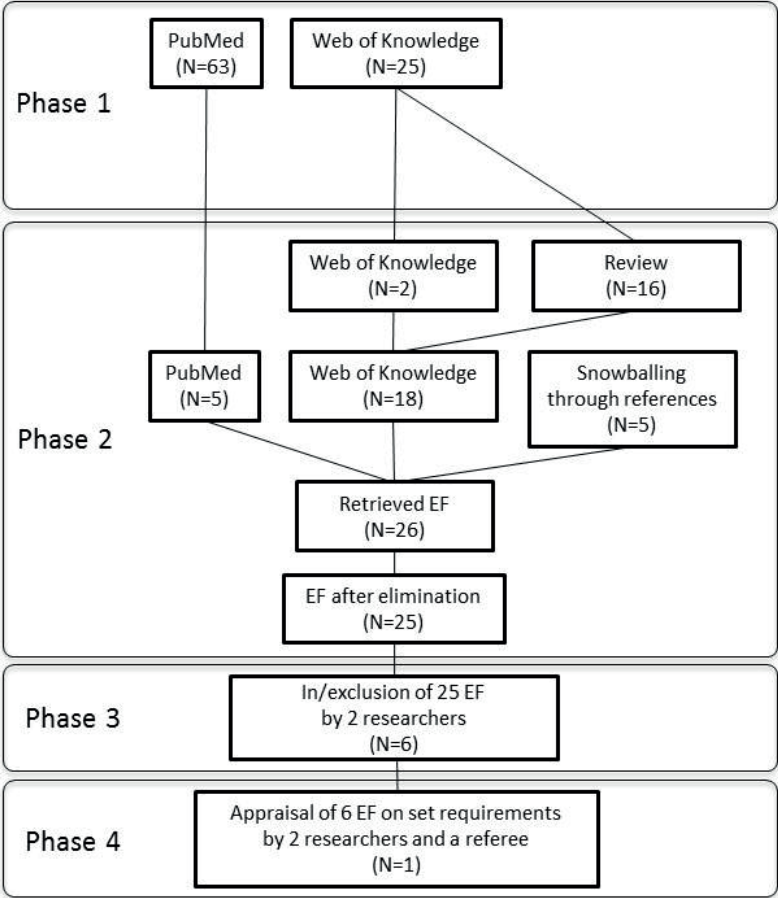 Phase 1
PubMed
(N=63)
Web of Knowledge
(N=25)
Phase 2
Web of Knowledge
(N=2)
Review
(N=16)
PubMed
(N=5)
Web of Knowledge
(N=18)
Snowballing
through references
(N=5)
Retrieved EF
(N=26)
EF after elimination
(N=25)
Phase 3
In/exclusion of 25 EF
by 2 researchers
(N=6)
Phase 4
Appraisal of 6 EF on set requirements
by 2 researchers and a referee
(N=1)